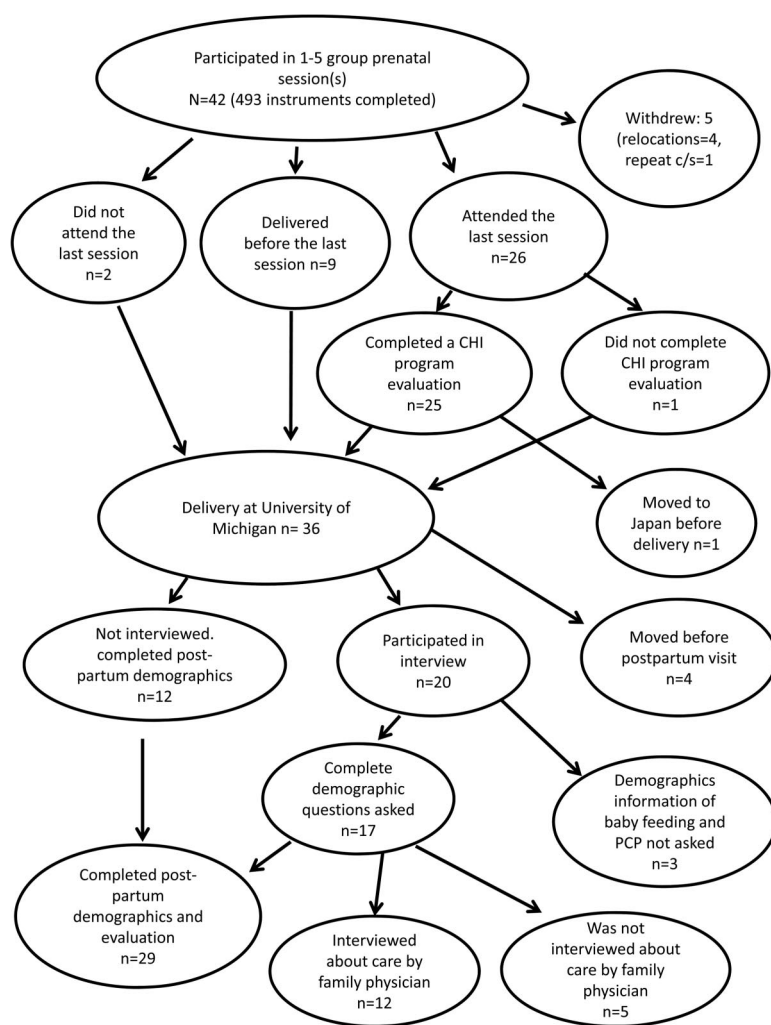 Participated in 1-5 group prenatal
session(s)
N=42 (493 instruments completed)
Withdrew: 5
(relocations=4,
repeat c/s=1
Did not
attend the
last session
n=2
Delivered
before the last
session n=9
Attended the
last session
n=26
Completed a CHI
program
evaluation
n=25
Did not complete
CHI program
evaluation
n=1
Delivery at University of
Michigan n= 36
Moved to
Japan before
delivery n=1
Not interviewed.
completed post-
partum demographics
n=12
Participated in
interview
n=20
Moved before
postpartum visit
n=4
Complete
demographic
questions asked
n=17
Demographics
information of
baby feeding and
PCP not asked
n=3
Completed post-
partum
demographics and
evaluation
n=29
Interviewed
about care by
family physician
n=12
Was not
interviewed about
care by family
physician
n=5